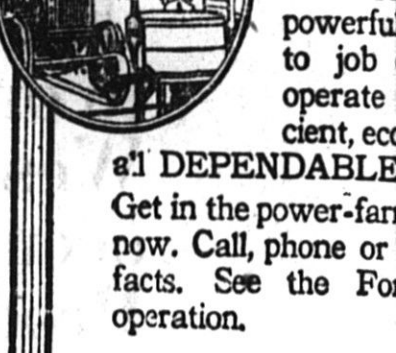 powerfu
to job
operate
cient, eco
all DEPENDABLE
Get in the power-farm
now. Call, phone or
facts. See the For
operation.